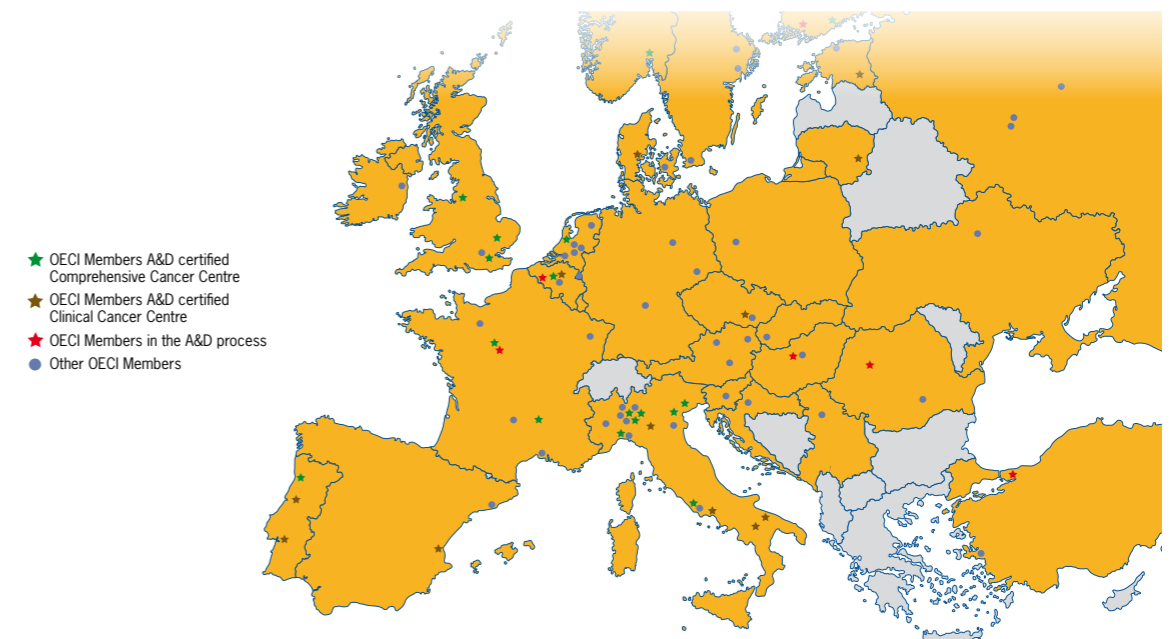 OECI Members A&D certified
Comprehensive Cancer Centre
OECI Members A&D certified
Clinical Cancer Centre
OECI Members in the A&D process
Other OECI Members